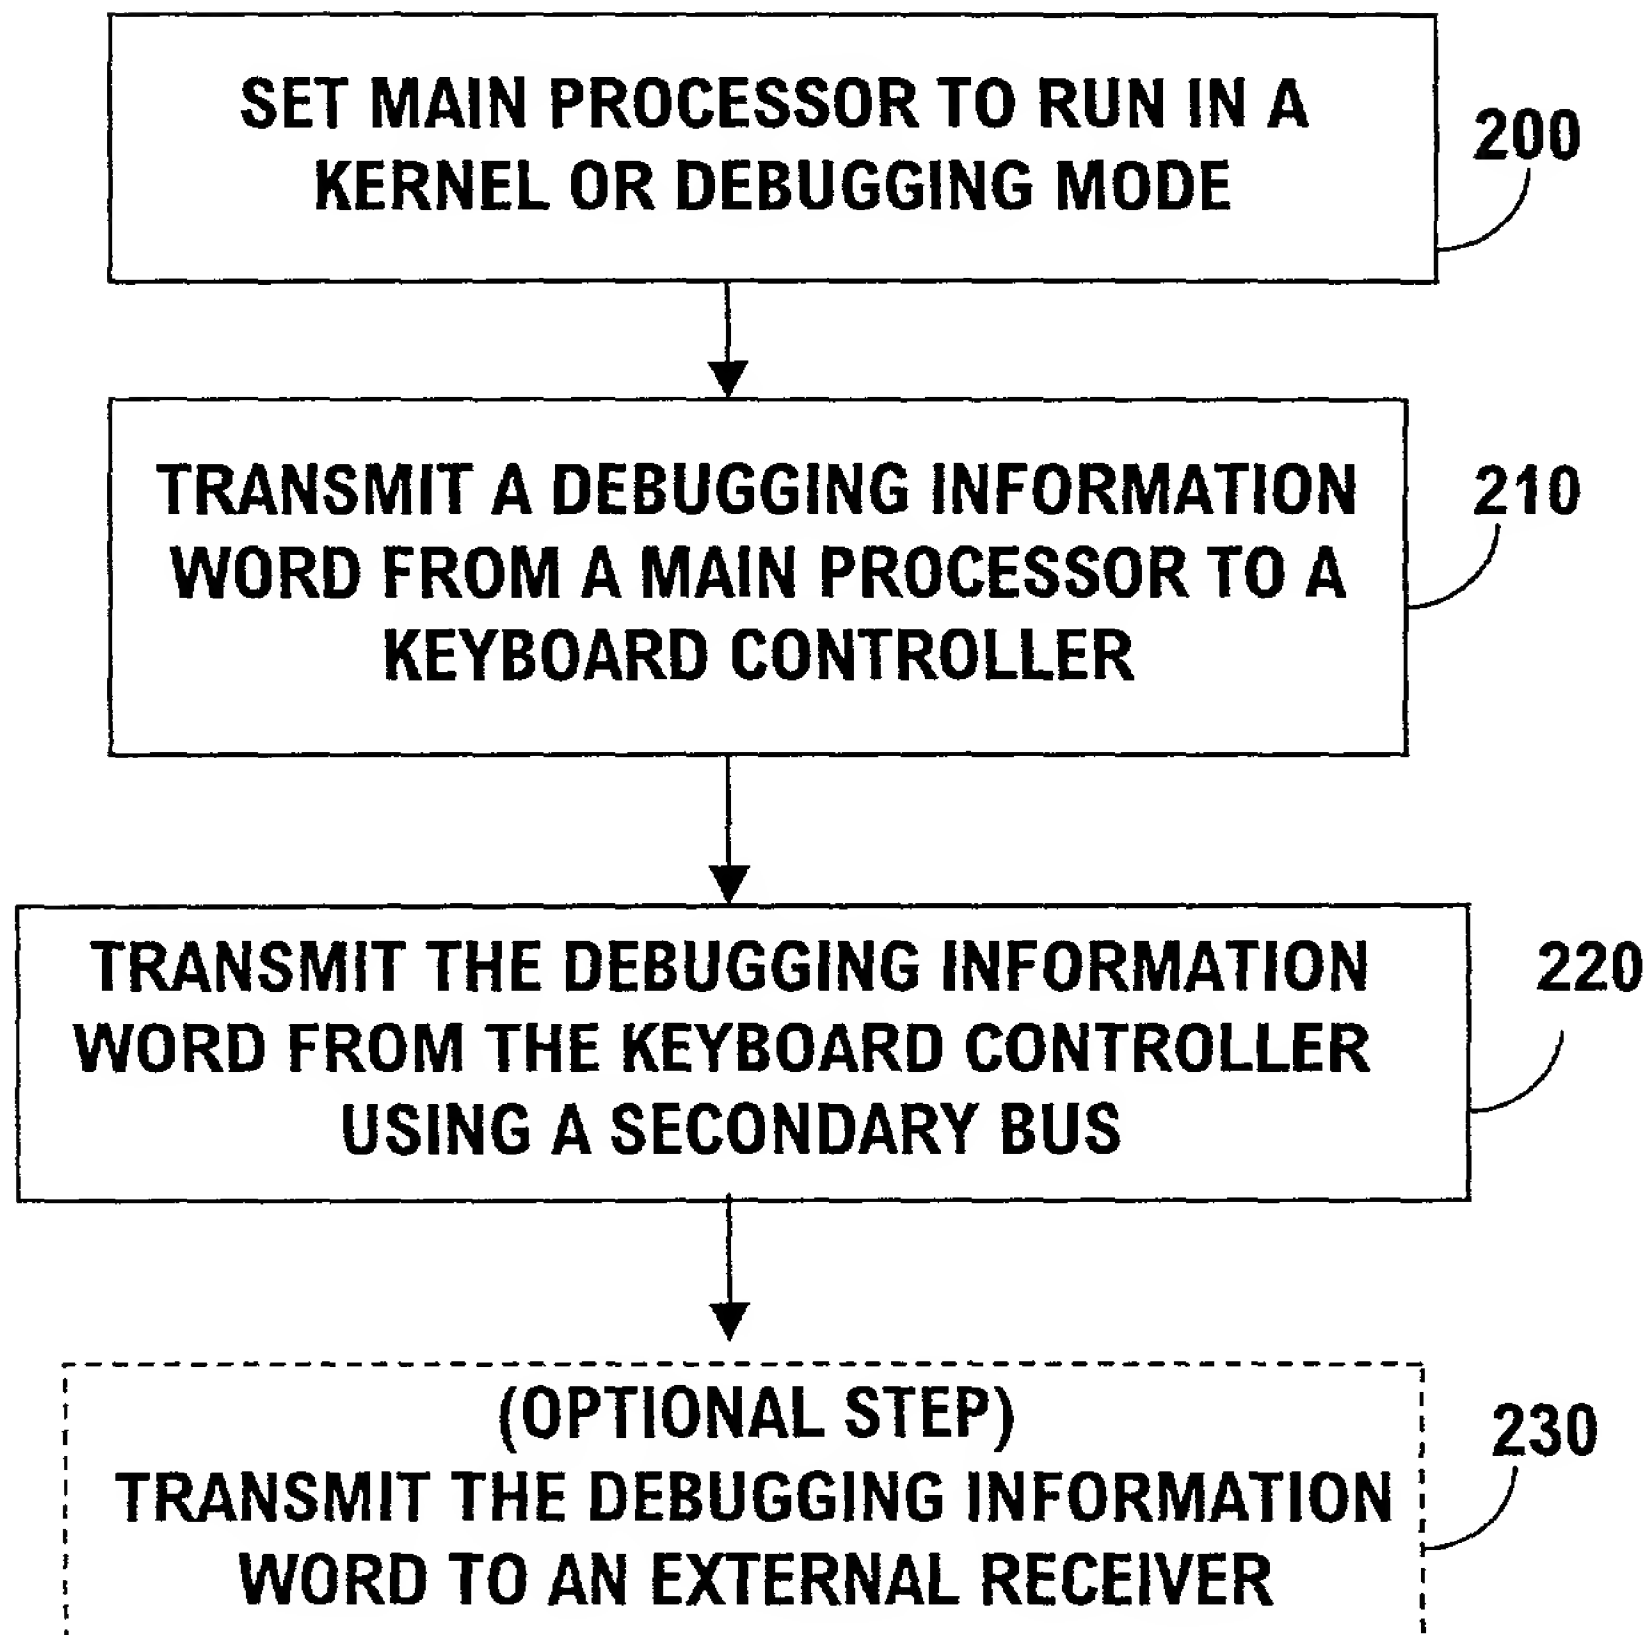 SET MAIN PROCESSOR TO RUN IN A
KERNEL OR DEBUGGING MODE
200
TRANSMIT A DEBUGGING INFORMATION
WORD FROM A MAIN PROCESSOR TO A
KEYBOARD CONTROLLER
210
TRANSMIT THE DEBUGGING INFORMATION
WORD FROM THE KEYBOARD CONTROLLER
USING A SECONDARY BUS
220
(OPTIONAL STEP)
TRANSMIT THE DEBUGGING INFORMATION
WORD TO AN EXTERNAL RECEIVER
230